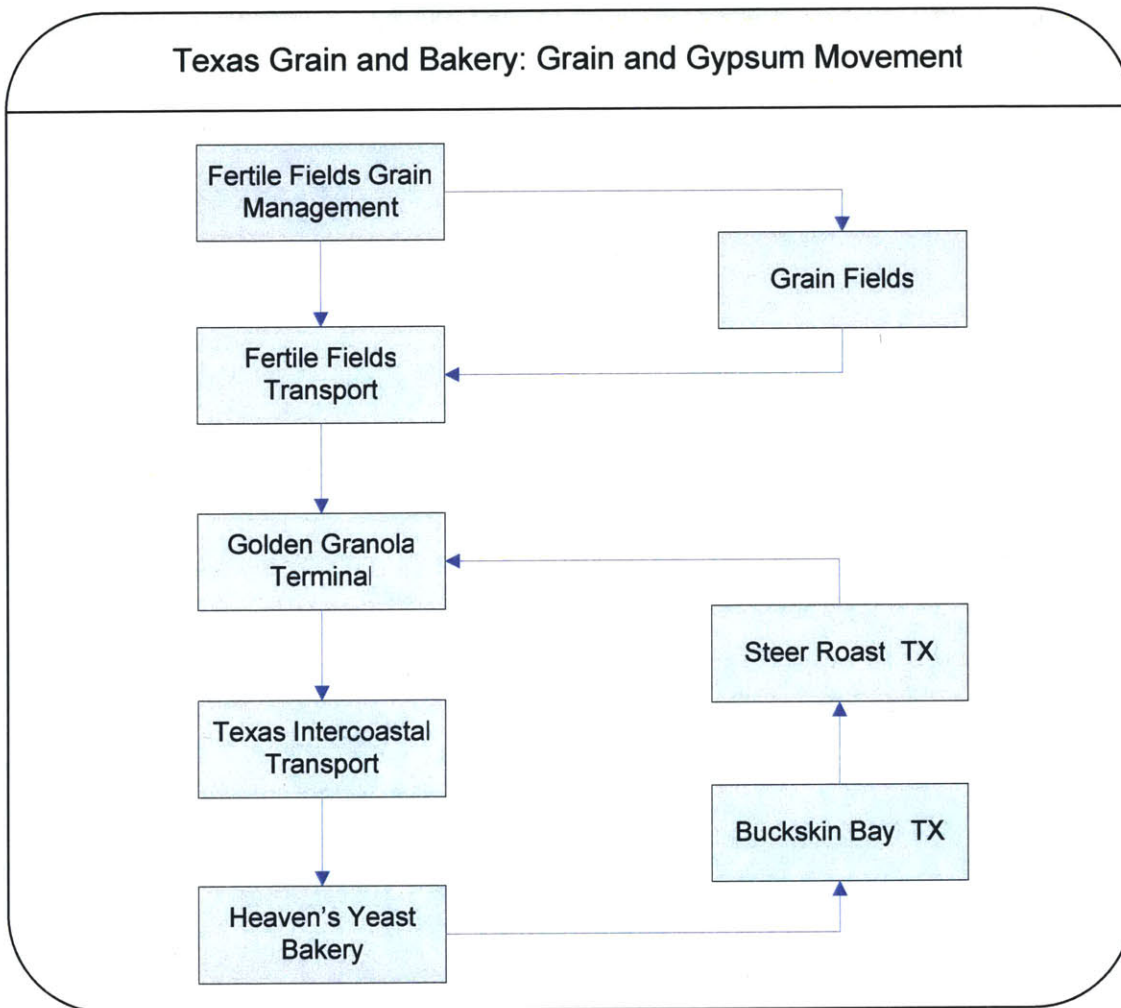 Texas Grain and Bakery: Grain and Gypsum Movement
Fertile Fields Grain
Management
Grain Fields
Fertile Fields
Transport
Golden Granola
Terminal
Steer Roast TX
Texas Intercoastal
Transport
Buckskin Bay TX
Heaven's Yeast
Bakery